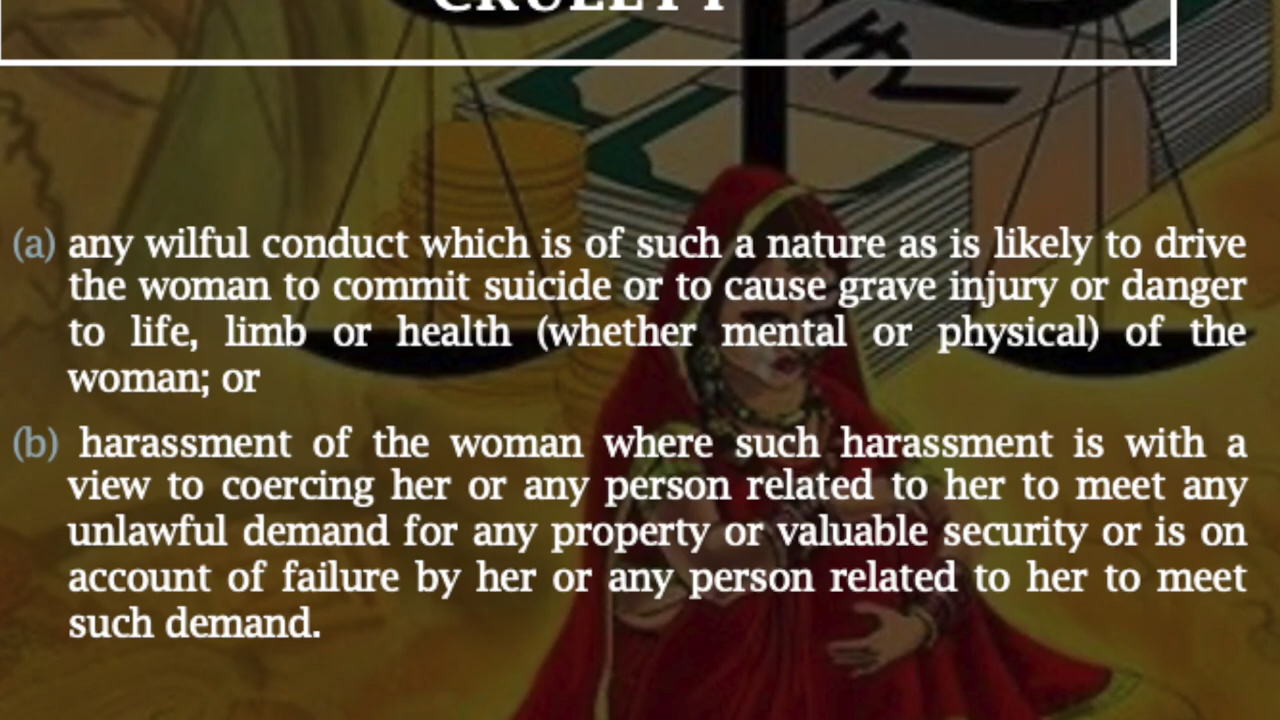 CRUELTY
(a) any wilful conduct which is of such a nature as is likely to drive
the woman to commit suicide or to cause grave injury or danger
to life, limb or health (whether mental or physical) of the
woman; or
(b) harassment of the woman where such harassment is with a
view to coercing her or any person related to her to meet any
unlawful demand for any property or valuable security or is on
account of failure by her or any person related to her to meet
such demand.